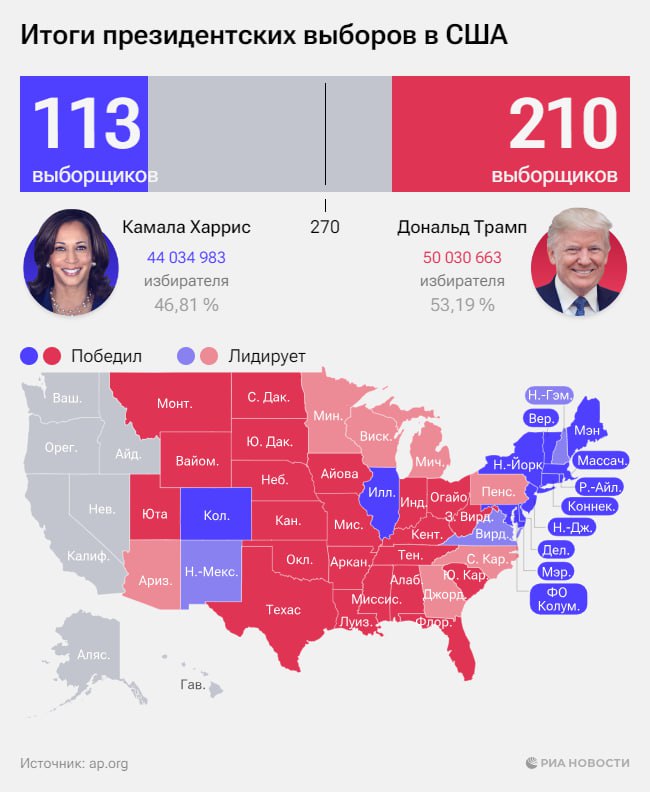 Итоги президентских выборов в США
113
выборщиков
210
выборщиков
Камала Харрис
44 034 983
избирателя
46,81 %
270
Дональд Трамп
50 030 663
избирателя
53,19 %
Победил
Лидирует
Ваш.
Монт.
С. Дак.
Мин.
Н.-Гэм.
Вер.
Мэн
Орег.
Айд.
Вайом.
Ю. Дак.
Виск.
Мич.
Н.-Йорк
Массач.
Нев.
Юта
Кол.
Неб.
Айова
Илл.
Инд.
Огайо
Пенс.
Р.-Айл.
Коннек.
Калиф.
Кан.
Мис.
Кент.
З. Вирд.
Вирд.
Н.-Дж.
Ариз.
Н.-Мекс.
Окл.
Аркан.
Тен.
С. Кар.
Дел.
Мэр.
Техас
Миссис.
Алаб.
Джорд.
Ю. Кар.
ФО
Колум.
Луиз.
Флор.
Аляс.
Гав.
Источник: ap.org
РИА НОВОСТИ